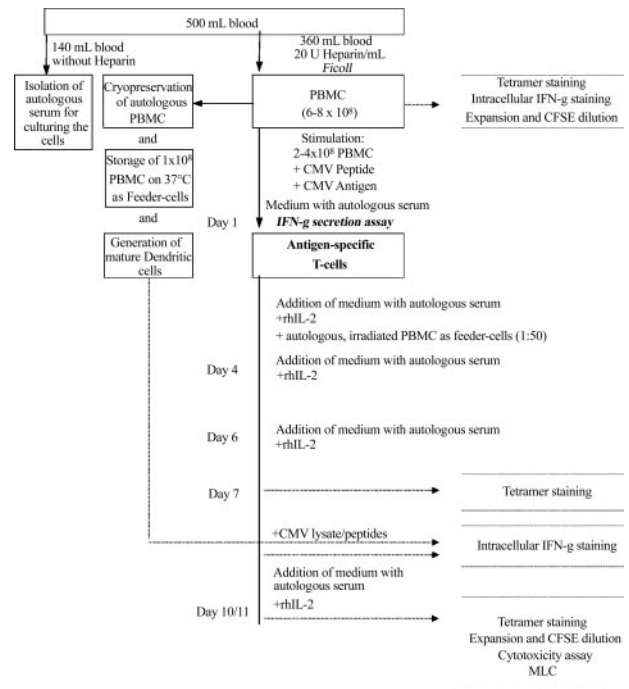 500 mL blood
140 mL blood
without Heparin
360 mL blood
20 U Heparin/mL
Ficoll
Isolation of
autologous
serum for
culturing the
cells
Cryopreservation
of autologous
PBMC
and
Storage of 1x10⁸
PBMC on 37°C
as Feeder-cells
and
Generation of
mature Dendritic
cells
PBMC
(6-8 x 10⁸)
Tetramer staining
Intracellular IFN-g staining
Expansion and CFSE dilution
Stimulation:
2-4x10⁸ PBMC
+ CMV Peptide
+ CMV Antigen
Medium with autologous serum
Day 1
IFN-g secretion assay
Antigen-specific
T-cells
Addition of medium with autologous serum
+rhIL-2
+ autologous, irradiated PBMC as feeder-cells (1:50)
Day 4
Addition of medium with autologous serum
+rhIL-2
Day 6
Addition of medium with autologous serum
+rhIL-2
Day 7
Tetramer staining
+CMV lysate/peptides
Intracellular IFN-g staining
Addition of medium with
autologous serum
+rhIL-2
Day 10/11
Tetramer staining
Expansion and CFSE dilution
Cytotoxicity assay
MLC